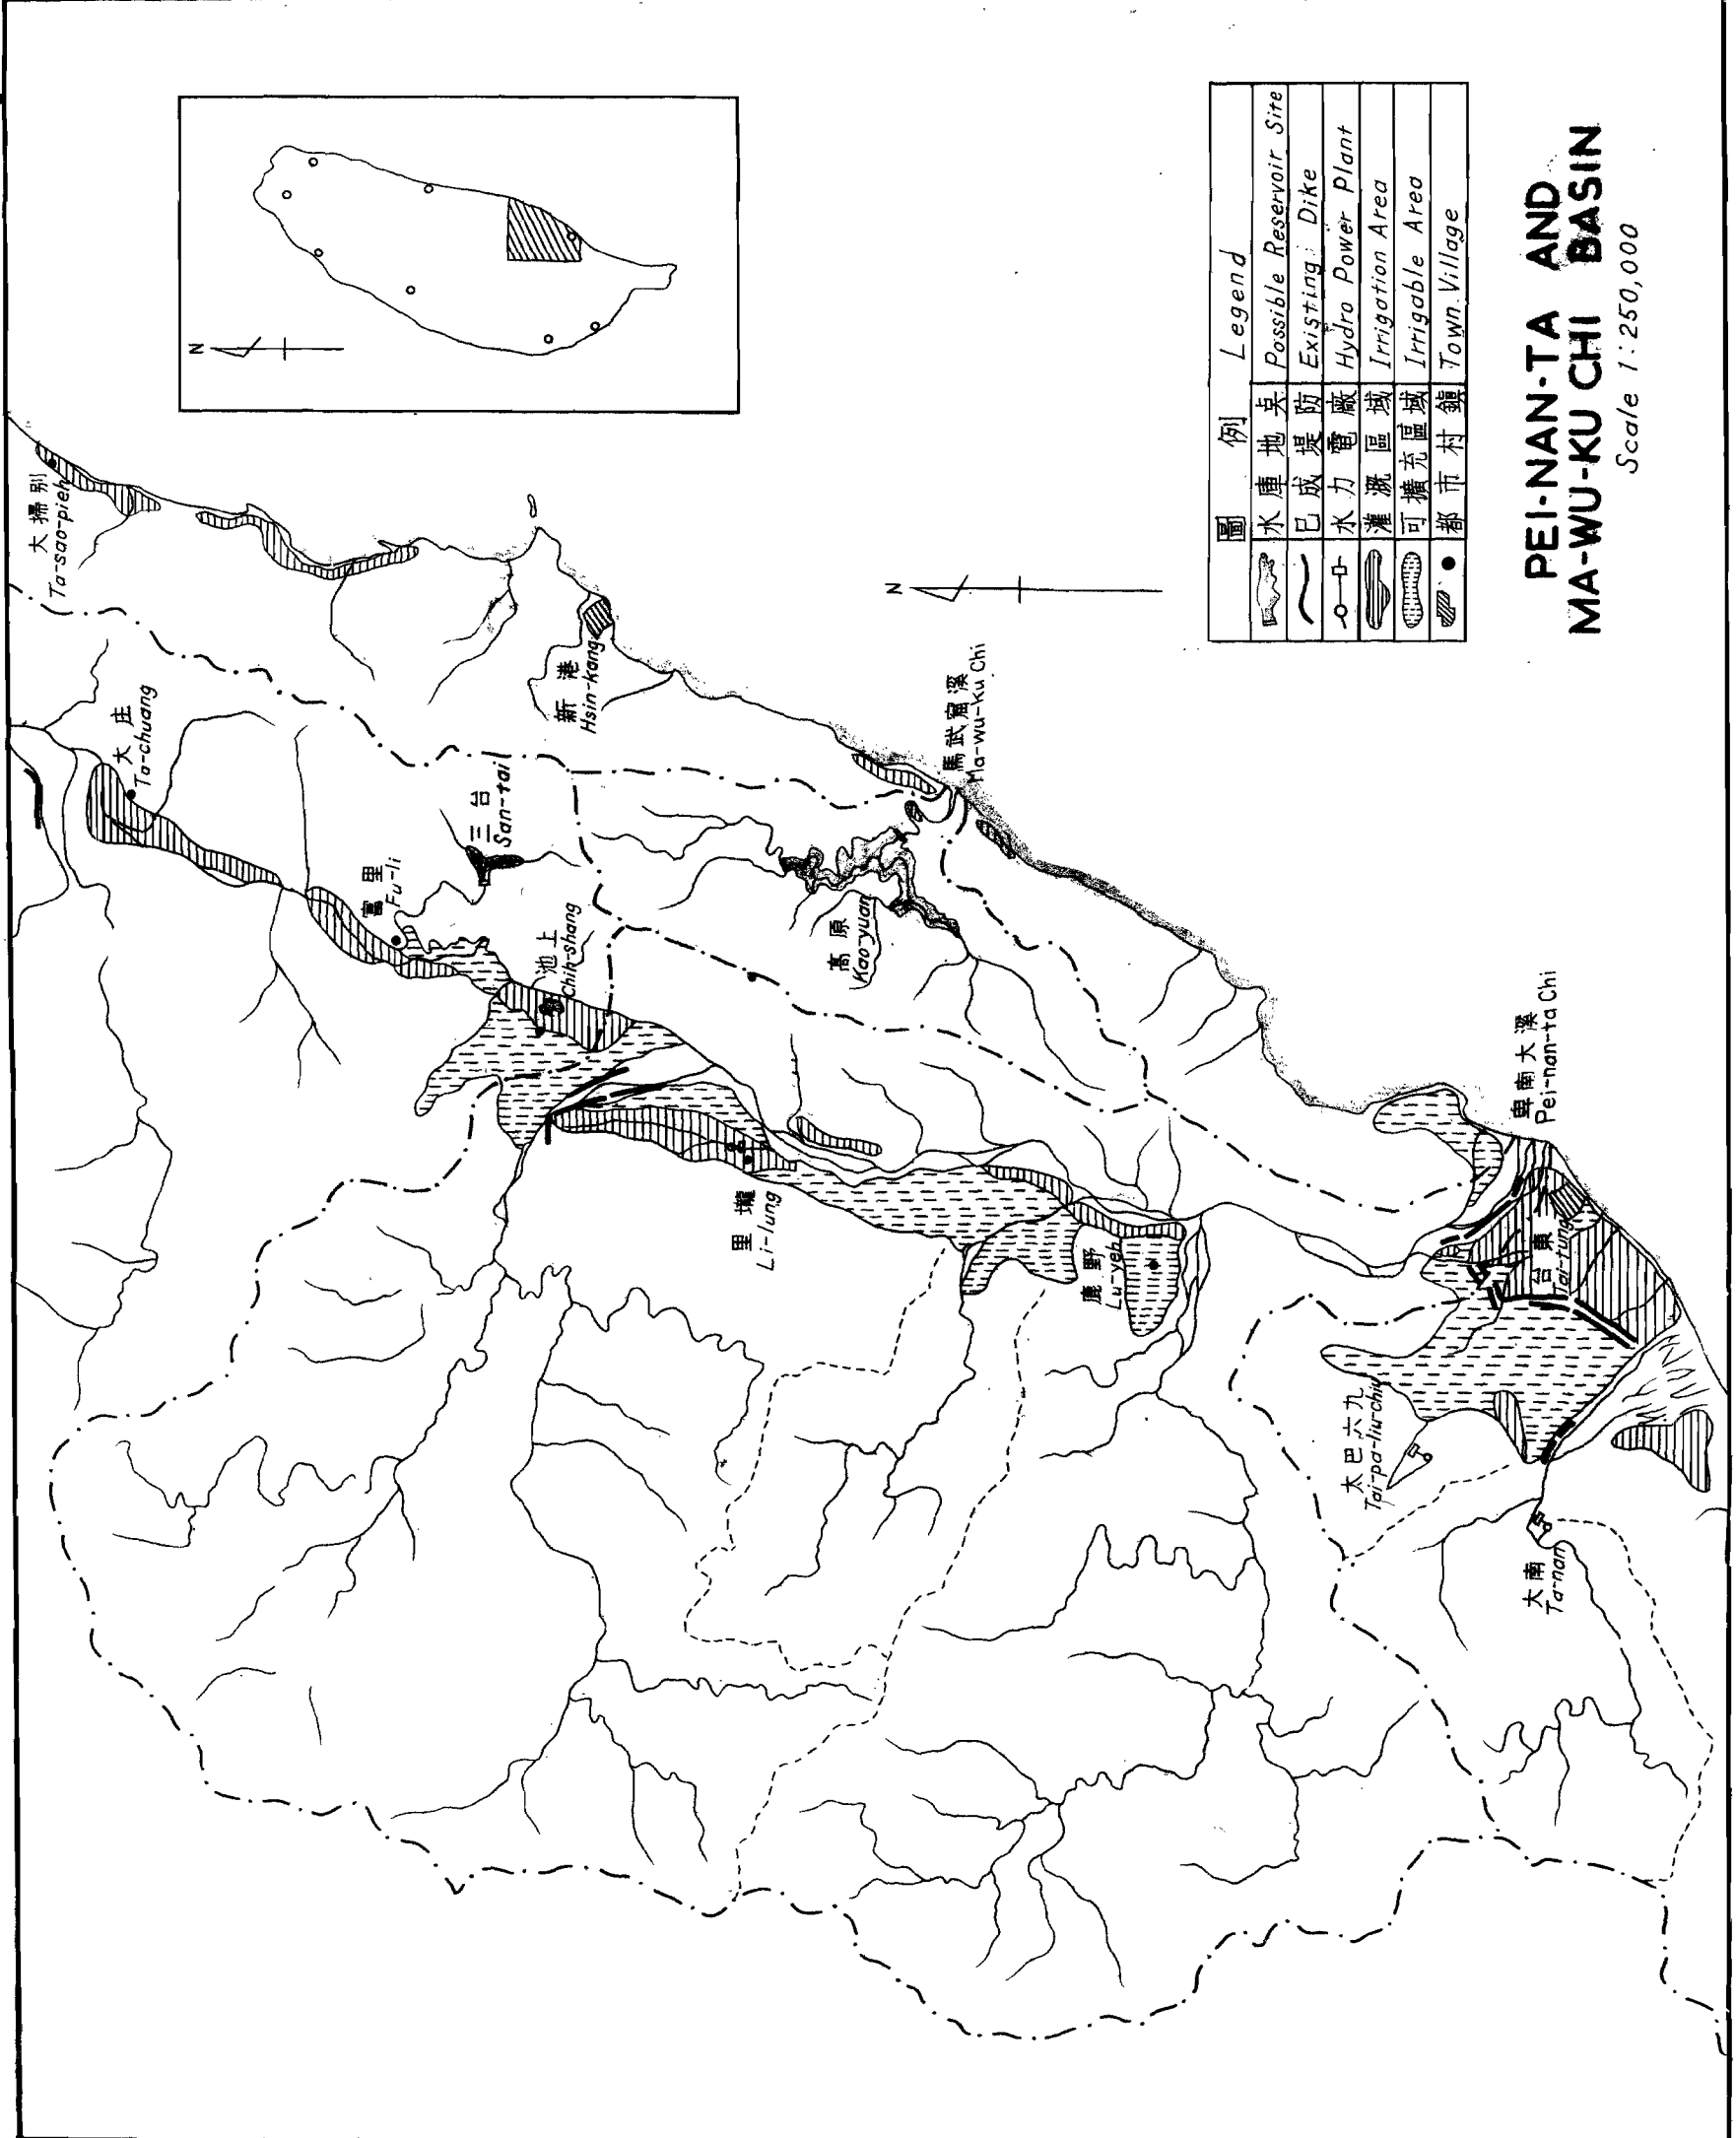 N
大掃別
Ta-sao-pieh
大庄
Ta-chuang
新港
Hsin-kang
三台
San-tai
富里
Fu-li
池上
Chih-shang
馬武窟溪
Ma-wu-ku Chi
高原
Kao-yuan
里壠
Li-lung
鹿野
Lu-yeh
卑南大溪
Pei-nan-ta Chi
台東
Tai-tung
太巴六九
Tai-pa-liu-chiu
大南
Ta-nan
N
圖例 Legend
水庫地点 Possible Reservoir Site
已成堤防 Existing Dike
水力電廠 Hydro Power Plant
灌溉區域 Irrigation Area
可擴充區域 Irrigable Area
都市村鎮 Town Village
PEI-NAN-TA AND
MA-WU-KU CHI BASIN
Scale 1:250,000